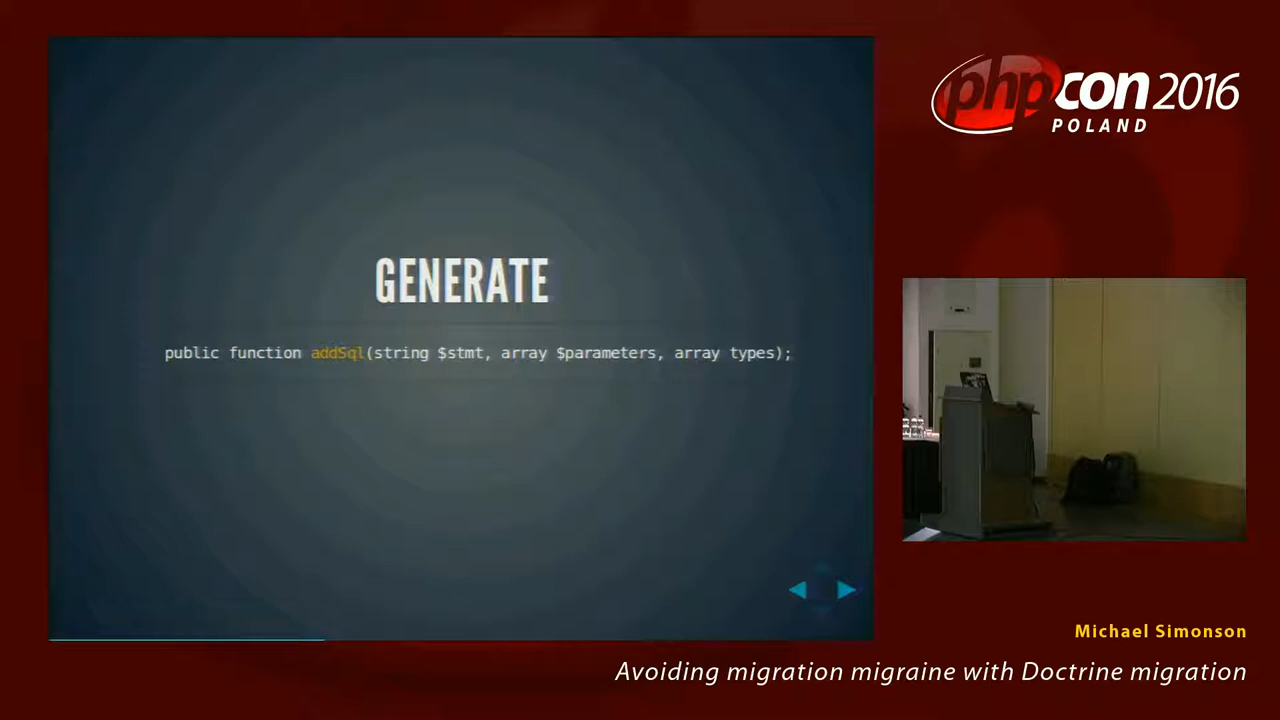 GENERATE
public function addSql(string $stmt, array $parameters, array types);
phpcon 2016
POLAND
Michael Simonson
Avoiding migration migraine with Doctrine migration